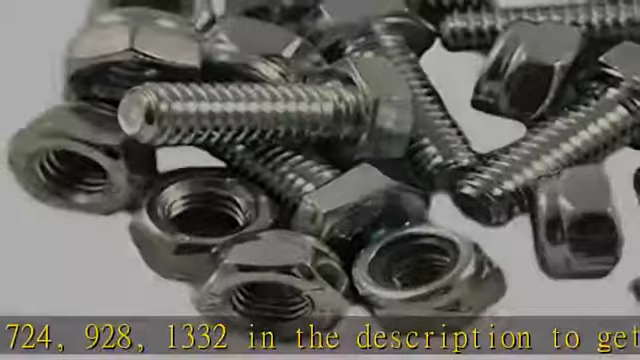 724, 928, 1332 in the description to get